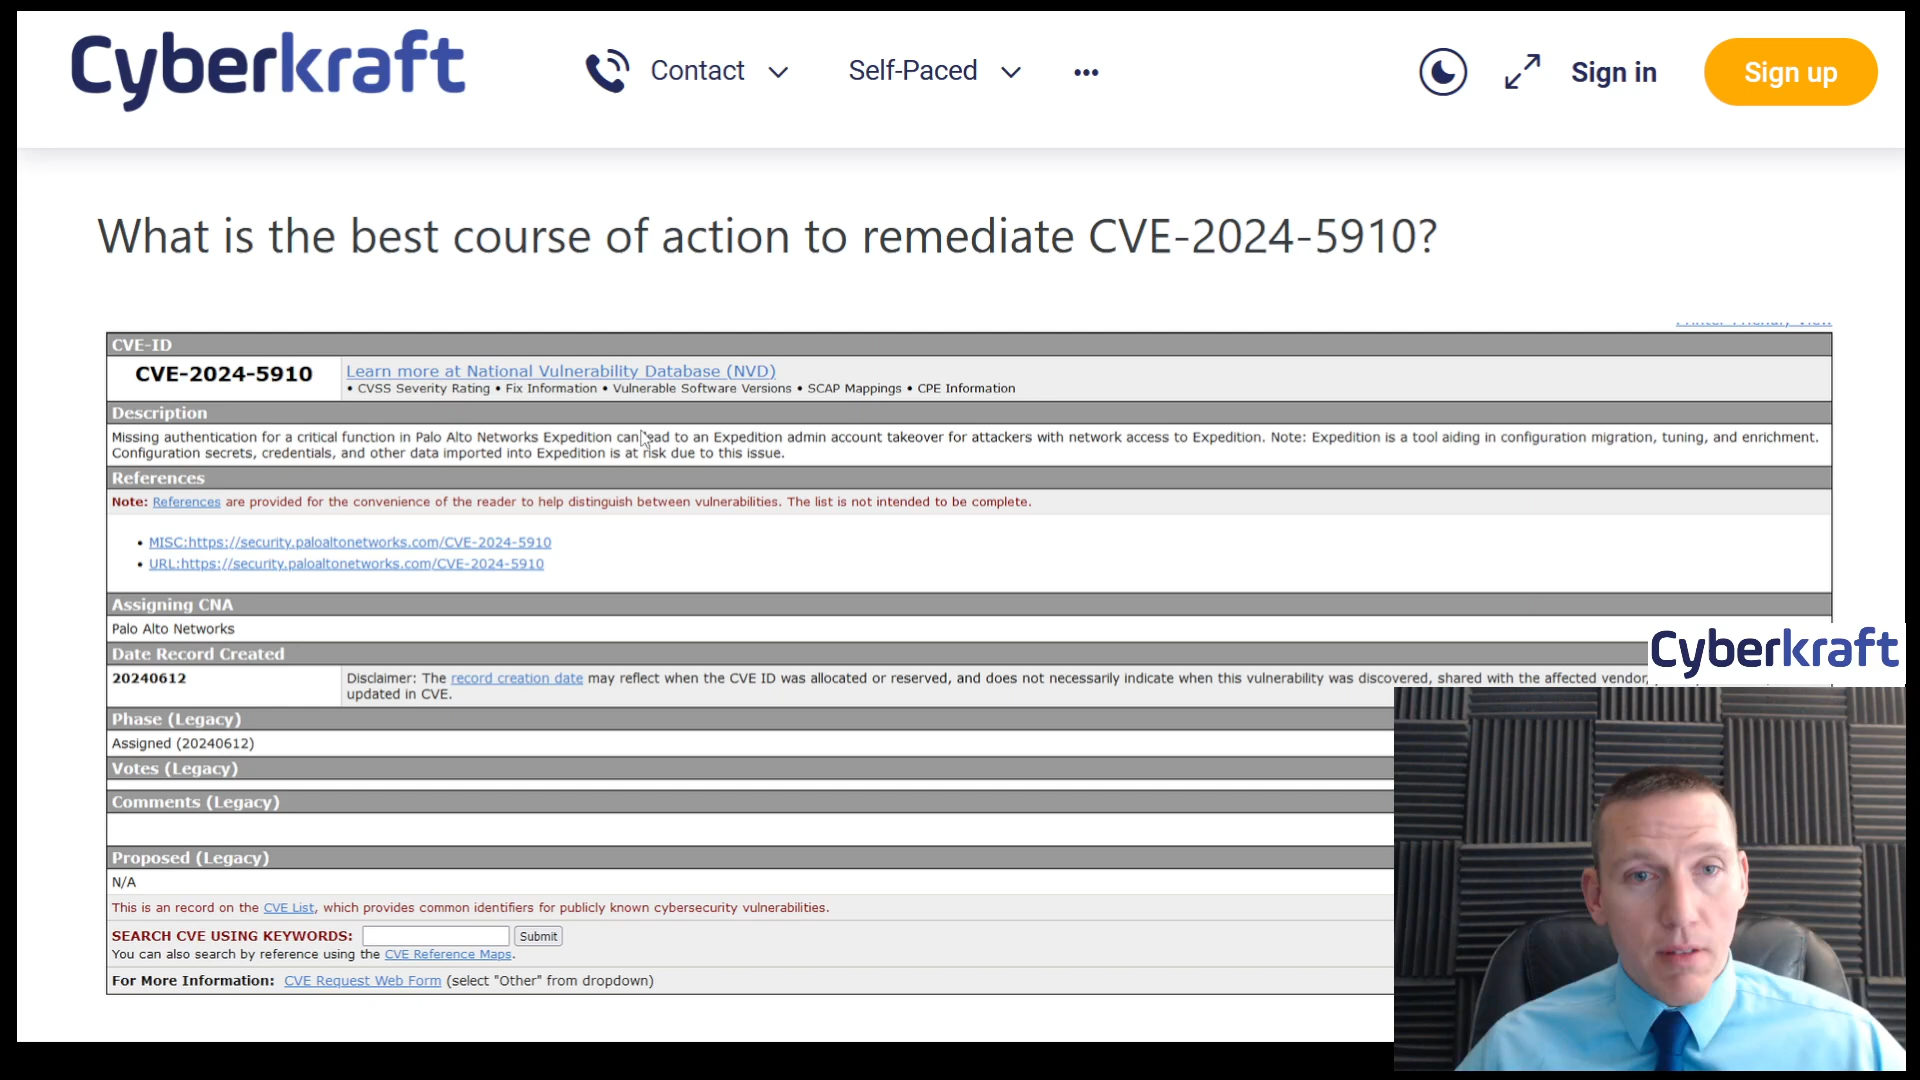 Cyberkraft
Contact
Self-Paced
Sign in
Sign up
What is the best course of action to remediate CVE-2024-5910?
Printer-Friendly View
CVE-ID
CVE-2024-5910
Learn more at National Vulnerability Database (NVD)
• CVSS Severity Rating • Fix Information • Vulnerable Software Versions • SCAP Mappings • CPE Information
Description
Missing authentication for a critical function in Palo Alto Networks Expedition can lead to an Expedition admin account takeover for attackers with network access to Expedition. Note: Expedition is a tool aiding in configuration migration, tuning, and enrichment.
Configuration secrets, credentials, and other data imported into Expedition is at risk due to this issue.
References
Note: References are provided for the convenience of the reader to help distinguish between vulnerabilities. The list is not intended to be complete.
• MISC:https://security.paloaltonetworks.com/CVE-2024-5910
• URL:https://security.paloaltonetworks.com/CVE-2024-5910
Assigning CNA
Palo Alto Networks
Date Record Created
20240612
Disclaimer: The record creation date may reflect when the CVE ID was allocated or reserved, and does not necessarily indicate when this vulnerability was discovered, shared with the affected vendor,
updated in CVE.
Phase (Legacy)
Assigned (20240612)
Votes (Legacy)
Comments (Legacy)
Proposed (Legacy)
N/A
This is an record on the CVE List, which provides common identifiers for publicly known cybersecurity vulnerabilities.
SEARCH CVE USING KEYWORDS:
Submit
You can also search by reference using the CVE Reference Maps.
For More Information: CVE Request Web Form (select "Other" from dropdown)
Cyberkraft